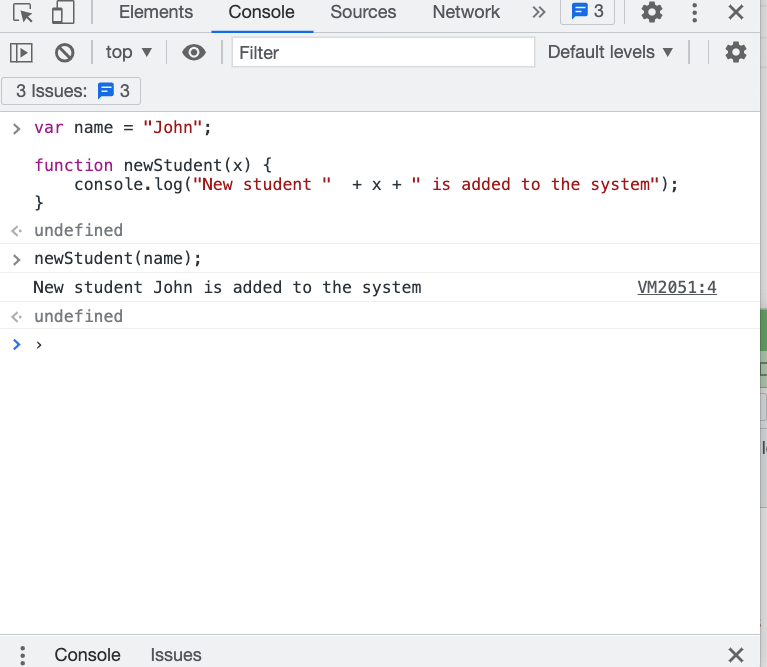 Elements Console Sources Network » 3
top ▼ Filter Default levels ▼
3 Issues: 3
> var name = "John";
function newStudent(x) {
    console.log("New student "  + x + " is added to the system");
}
undefined
> newStudent(name);
New student John is added to the system VM2051:4
undefined
> ›
Console Issues